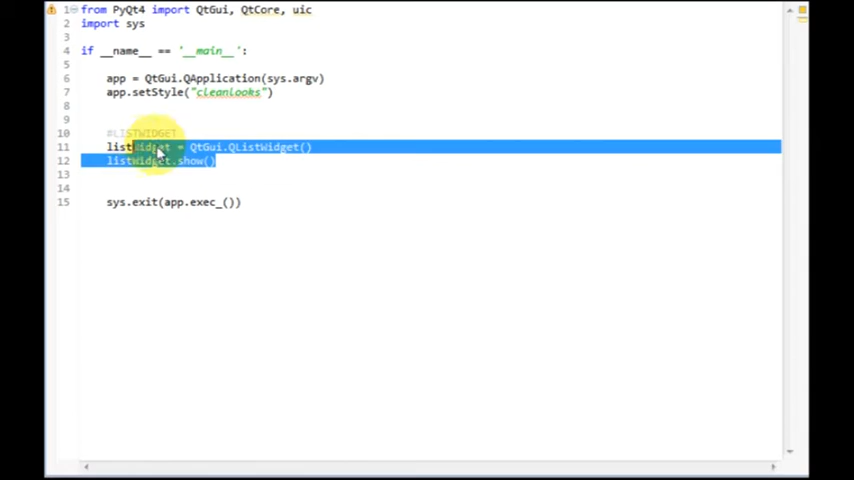 1 from PyQt4 import QtGui, QtCore, uic
2 import sys
3
4 if __name__ == '__main__':
5
6 app = QtGui.QApplication(sys.argv)
7 app.setStyle("cleanlooks")
8
9
10 #LISTWIDGET
11 listWidget = QtGui.QListWidget()
12 listWidget.show()
13
14
15 sys.exit(app.exec_())